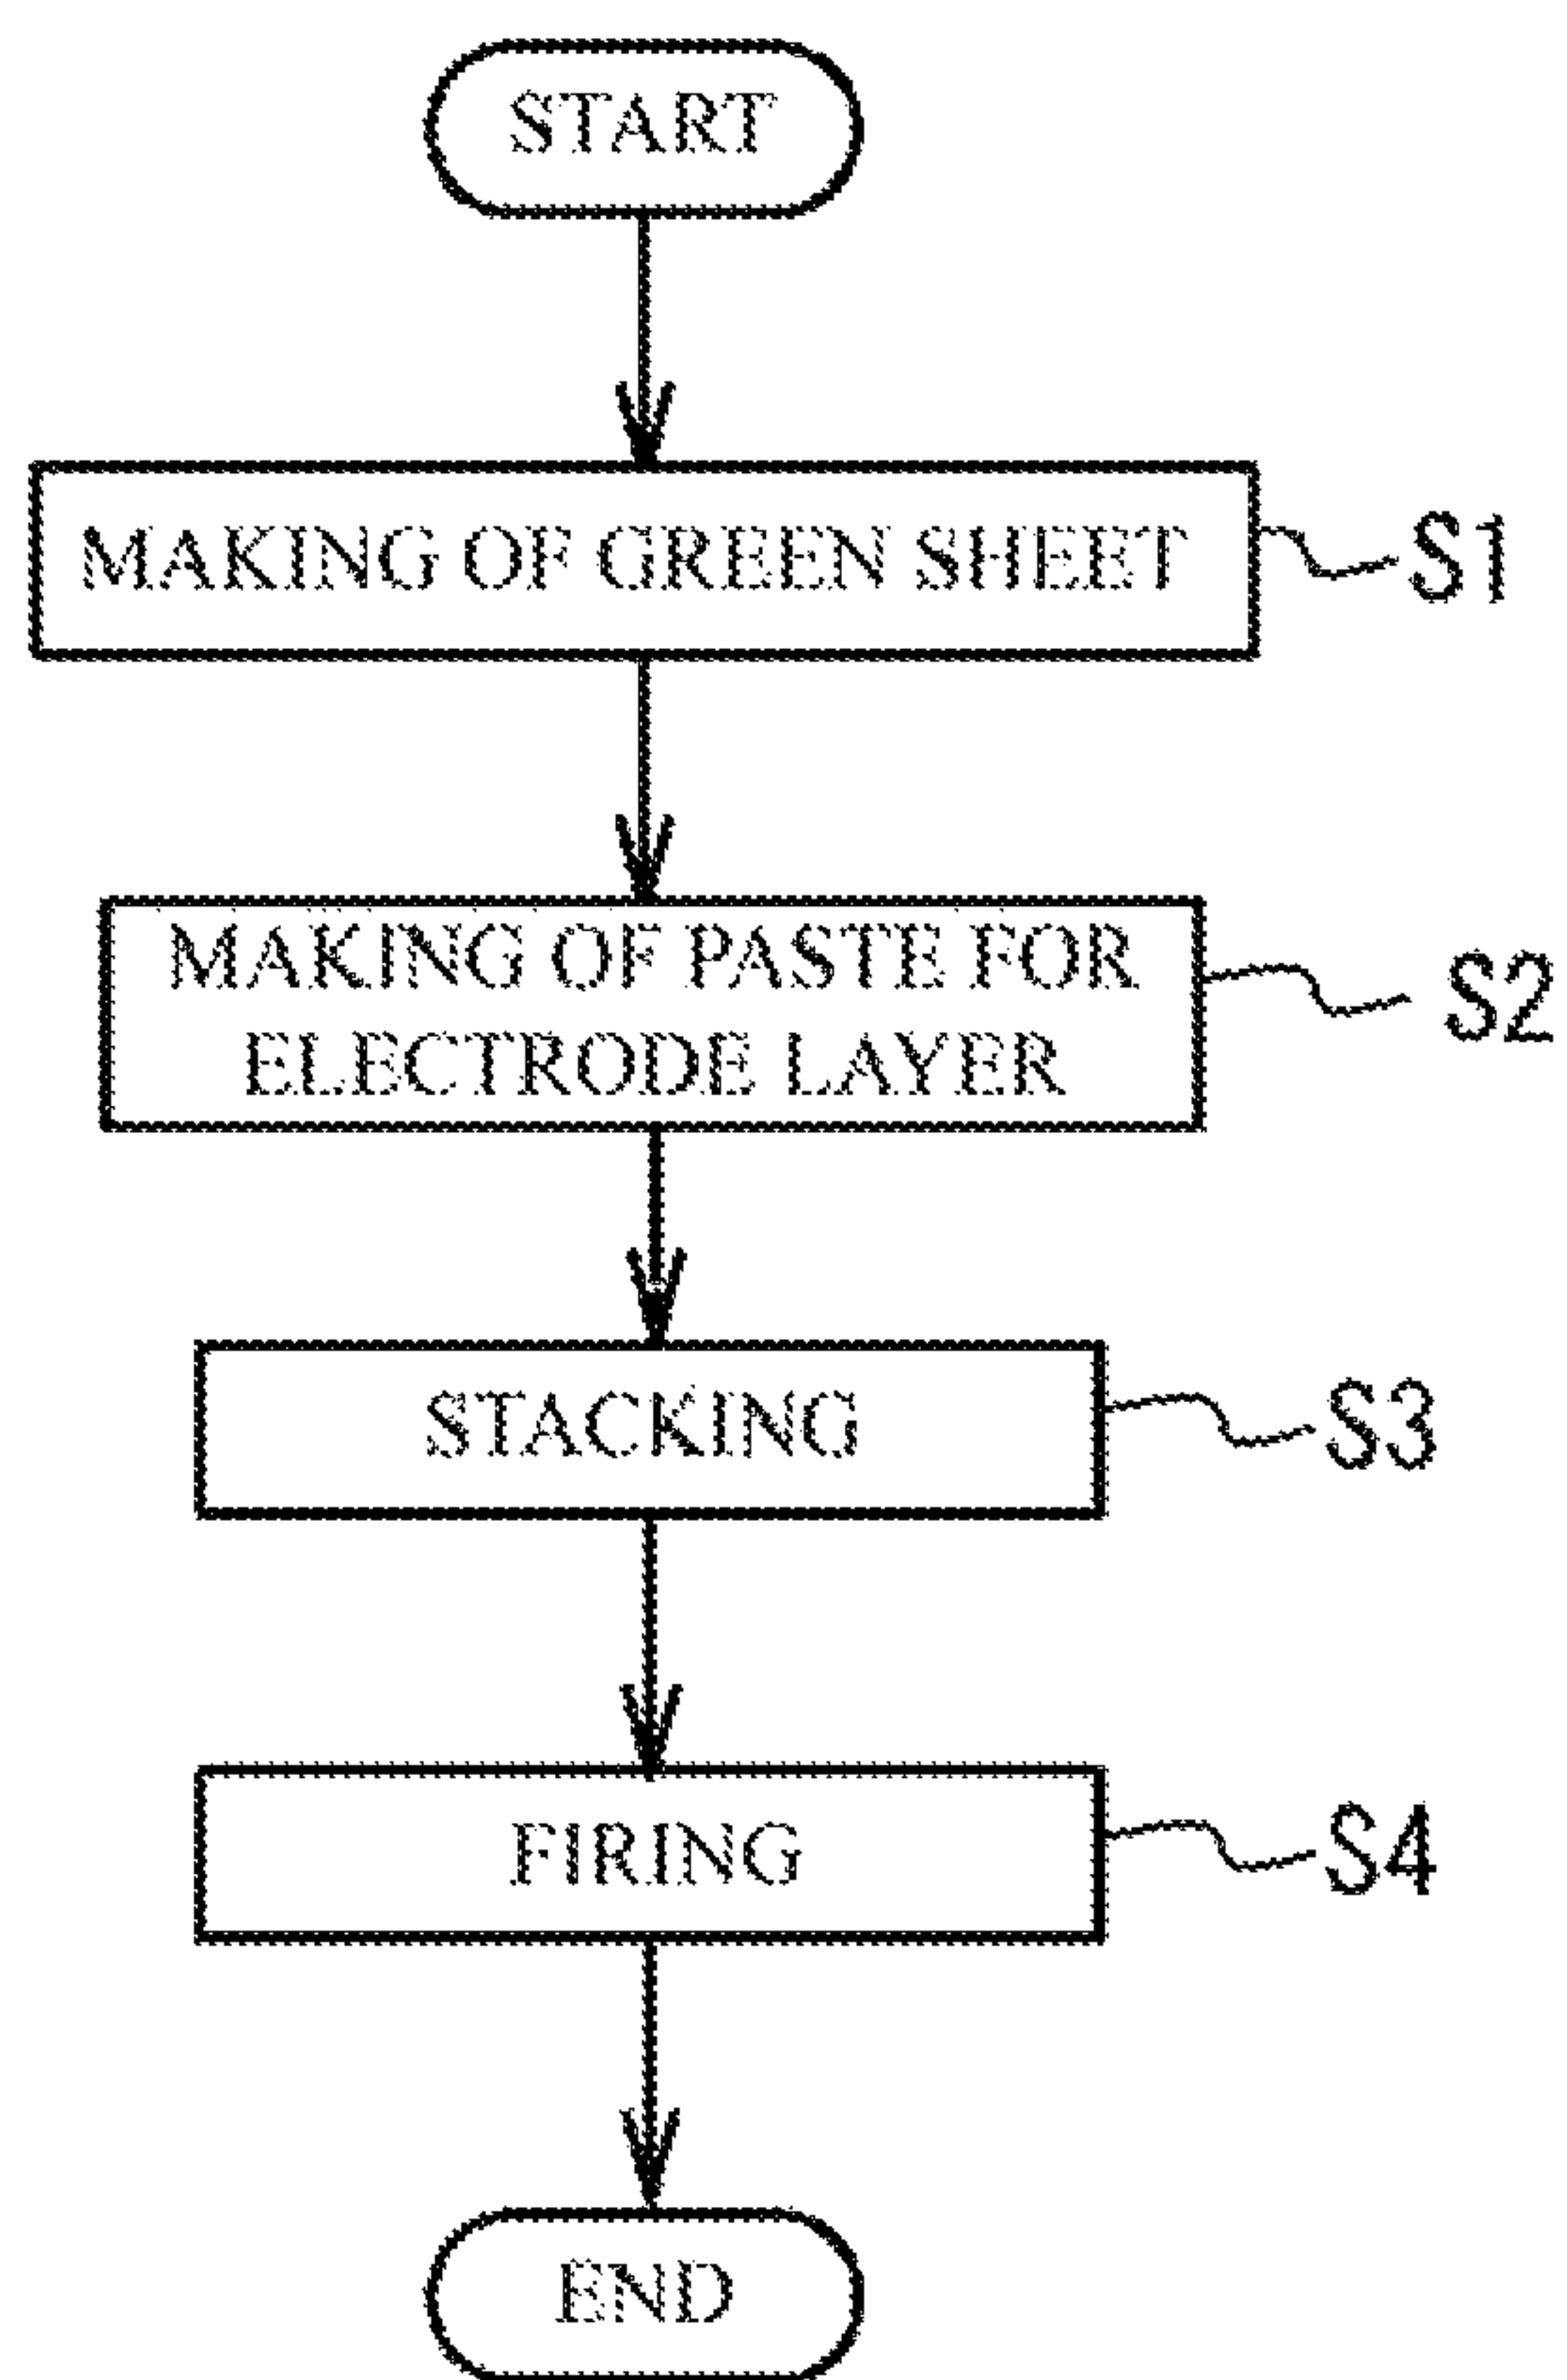 START
MAKING OF GREEN SHEET
S1
MAKING OF PASTE FOR
ELECTRODE LAYER
S2
STACKING
S3
FIRING
S4
END